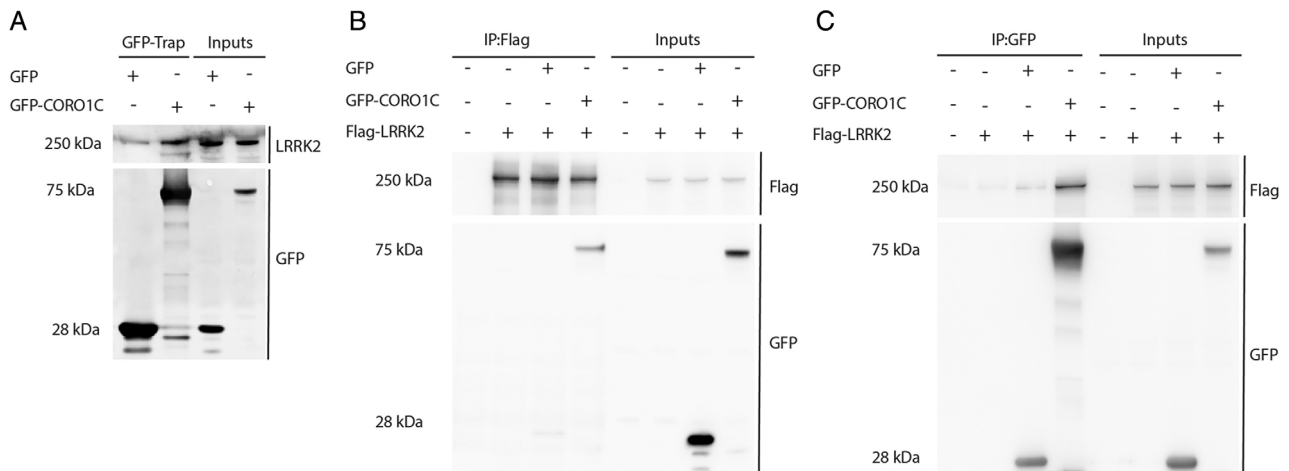 A
GFP-Trap Inputs
GFP + - + -
GFP-CORO1C - + - +
250 kDa LRRK2
75 kDa
GFP
28 kDa
B
IP:Flag Inputs
GFP - - + - - - + -
GFP-CORO1C - - - + - - - +
Flag-LRRK2 - + + + - + + +
250 kDa Flag
75 kDa
GFP
28 kDa
C
IP:GFP Inputs
GFP - - + - - - + -
GFP-CORO1C - - - + - - - +
Flag-LRRK2 - + + + - + + +
250 kDa Flag
75 kDa
GFP
28 kDa